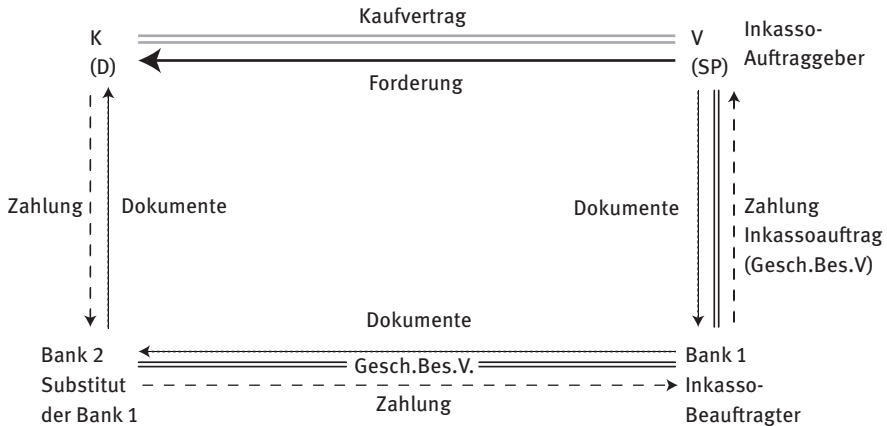 Kaufvertrag
K
(D)
V
(SP)
Inkasso-
Auftraggeber
Forderung
Zahlung
Dokumente
Dokumente
Zahlung
Inkassoauftrag
(Gesch.Bes.V)
Dokumente
Bank 2
Substitut
der Bank 1
Gesch.Bes.V.
Zahlung
Bank 1
Inkasso-
Beauftragter